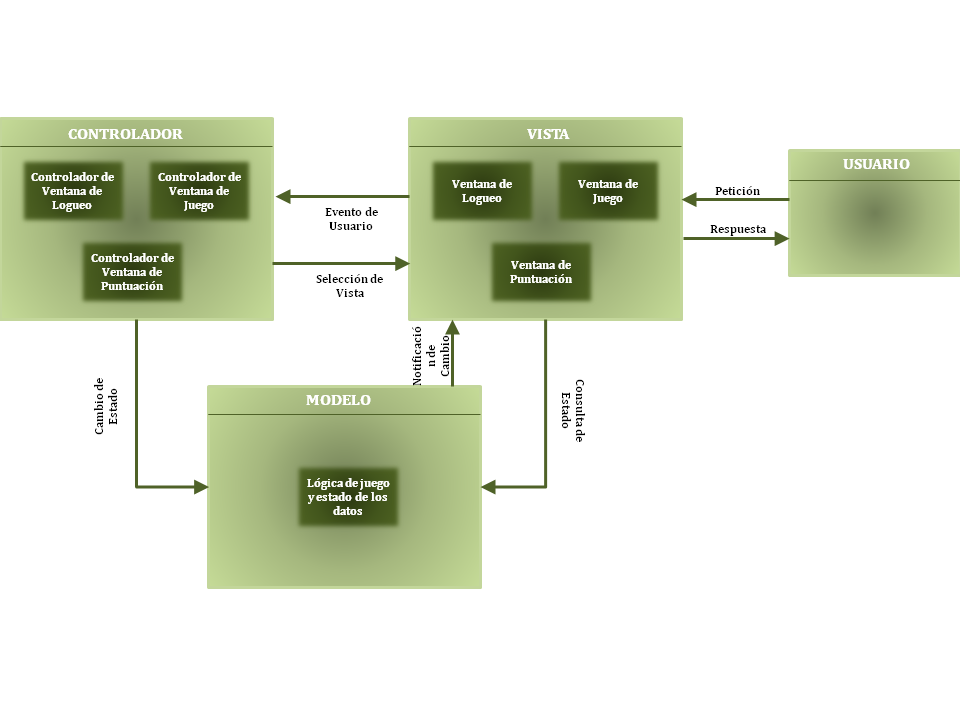 CONTROLADOR
Controlador de
Ventana de
Logueo
Controlador de
Ventana de
Juego
Controlador de
Ventana de
Puntuación
Evento de
Usuario
Selección de
Vista
VISTA
Ventana de
Logueo
Ventana de
Juego
Ventana de
Puntuación
Petición
Respuesta
USUARIO
Cambio de
Estado
Notificació
n de
Cambio
Consulta de
Estado
MODELO
Lógica de juego
y estado de los
datos